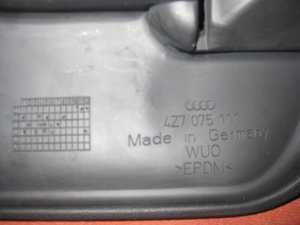 4Z7 075 111
Made in Germany
WUO
>EPDM<